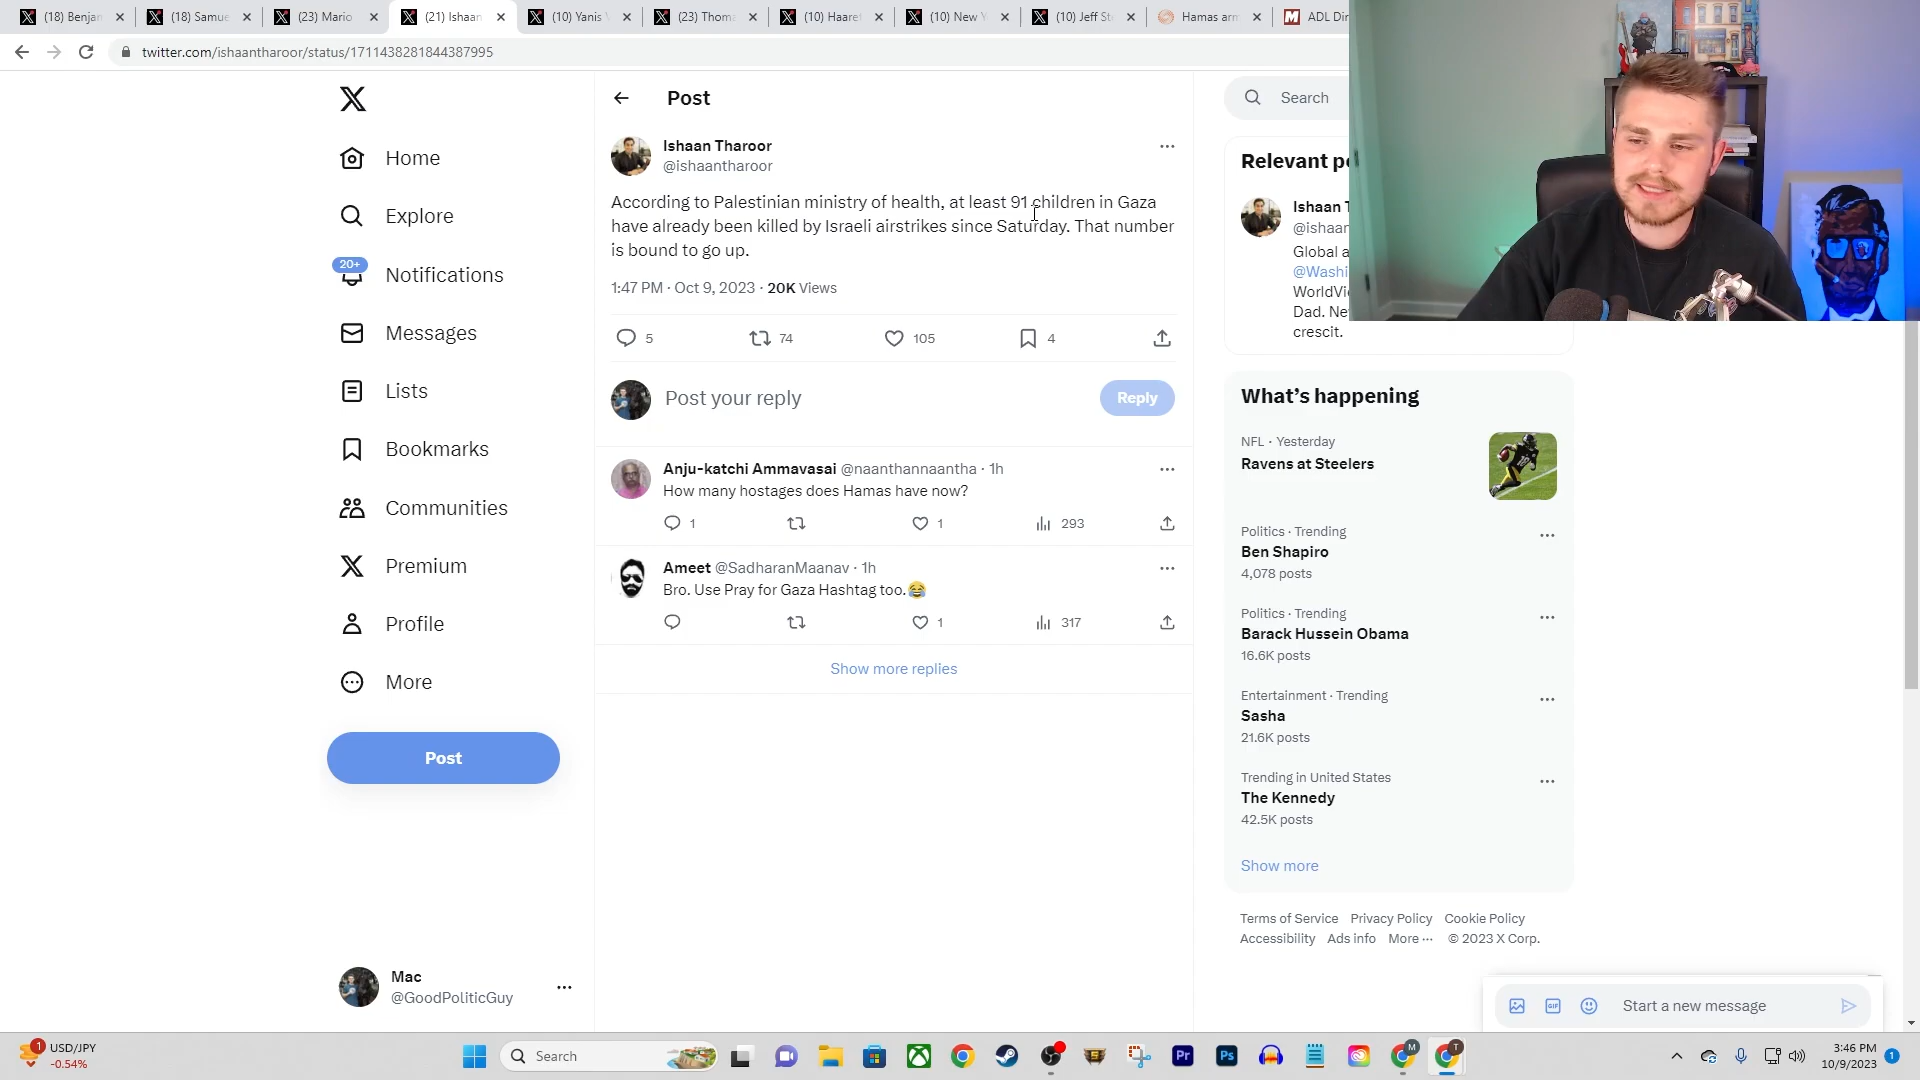 (18) Benjan
(18) Samue
(23) Mario
(21) Ishaan
(10) Yanis V
(23) Thoma
(10) Haaret
(10) New Y
(10) Jeff St
Hamas arm
ADL Dir
twitter.com/ishaantharoor/status/1711438281844387995
Home
Explore
20+
Notifications
Messages
Lists
Bookmarks
Communities
Premium
Profile
More
Post
Mac
@GoodPoliticGuy
Post
Ishaan Tharoor
@ishaantharoor
According to Palestinian ministry of health, at least 91 children in Gaza
have already been killed by Israeli airstrikes since Saturday. That number
is bound to go up.
1:47 PM · Oct 9, 2023 · 20K Views
5 74 105 4
Post your reply
Reply
Anju-katchi Ammavasai @naanthannaantha · 1h
How many hostages does Hamas have now?
1 1 293
Ameet @SadharanMaanav · 1h
Bro. Use Pray for Gaza Hashtag too.😂
1 317
Show more replies
Search
Relevant pe
Ishaan T
@ishaar
Global a
@Washi
WorldVi
Dad. Ne
crescit.
What's happening
NFL · Yesterday
Ravens at Steelers
Politics · Trending
Ben Shapiro
4,078 posts
Politics · Trending
Barack Hussein Obama
16.6K posts
Entertainment · Trending
Sasha
21.6K posts
Trending in United States
The Kennedy
42.5K posts
Show more
Terms of Service Privacy Policy Cookie Policy
Accessibility Ads info More ··· © 2023 X Corp.
GIF
Start a new message
1
USD/JPY
-0.54%
Search
Pr
Ps
M
T
3:46 PM
10/9/2023
1